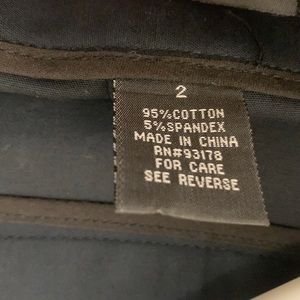 2
95%COTTON
5%SPANDEX
MADE IN CHINA
RN#93178
FOR CARE
SEE REVERSE